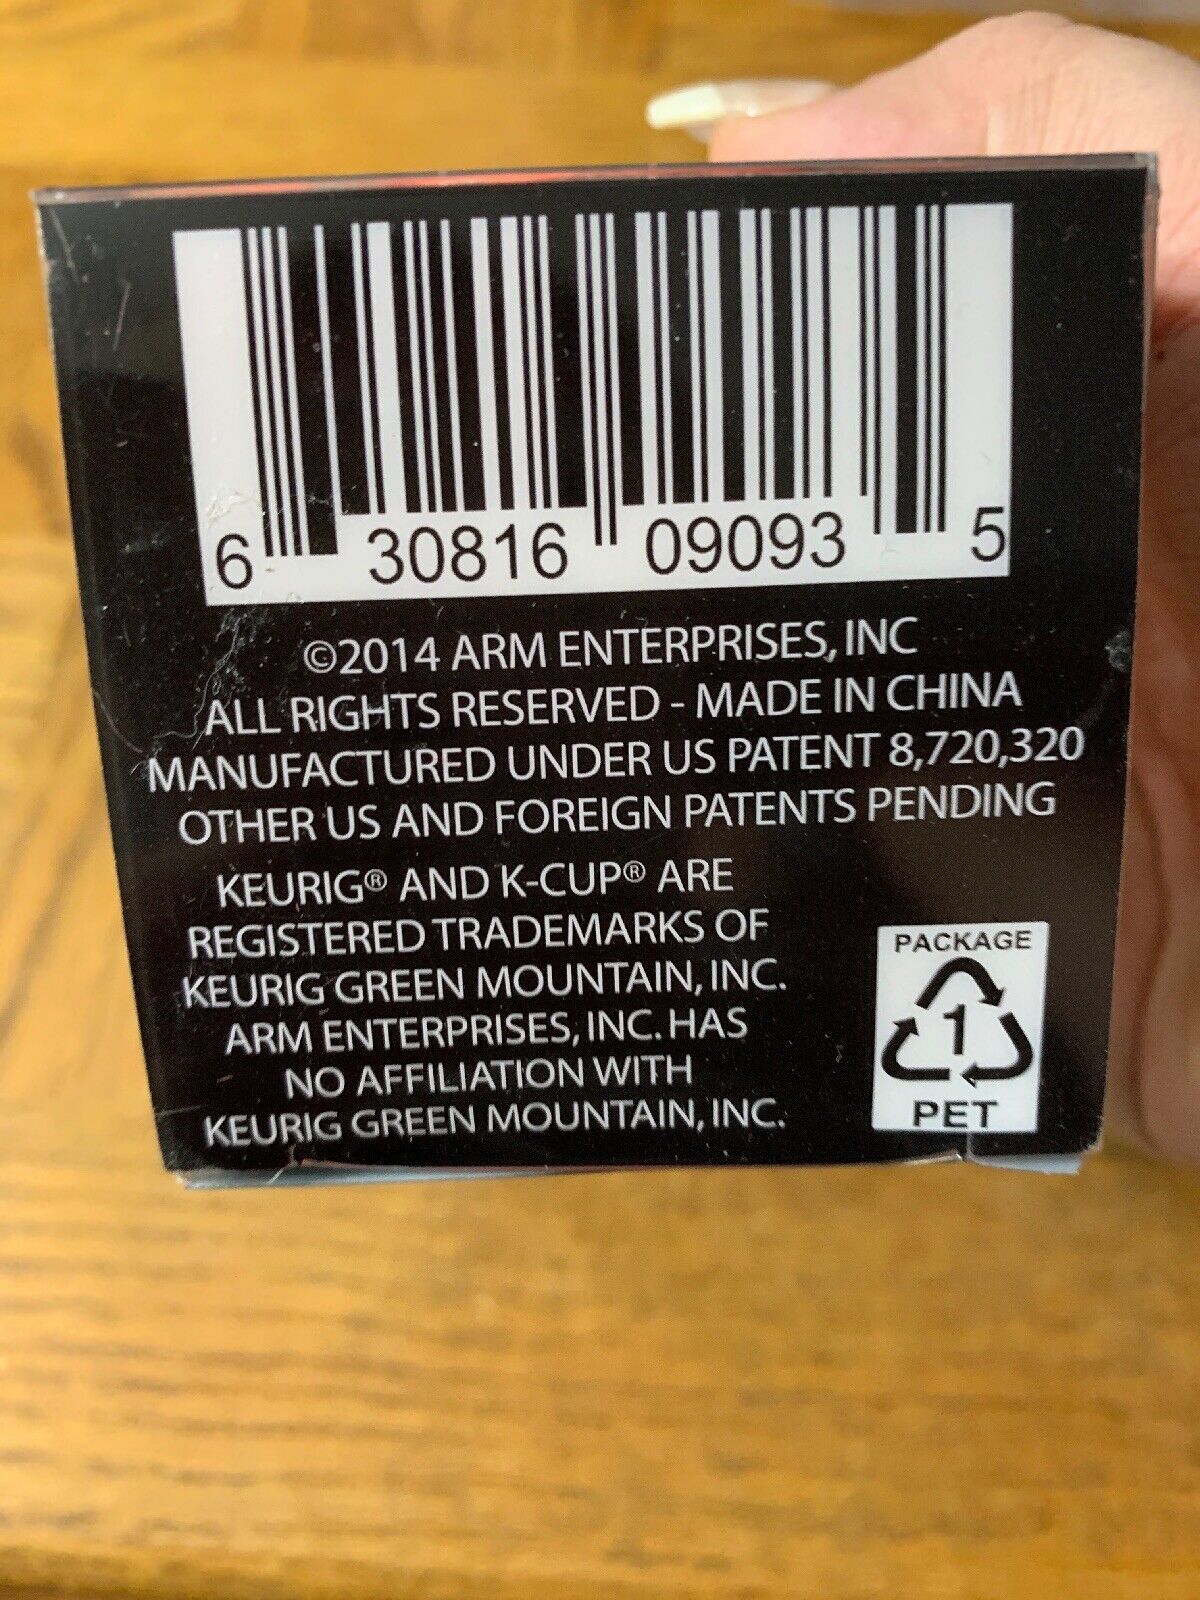 6 30816 09093 5
©2014 ARM ENTERPRISES, INC
ALL RIGHTS RESERVED - MADE IN CHINA
MANUFACTURED UNDER US PATENT 8,720,320
OTHER US AND FOREIGN PATENTS PENDING
KEURIG® AND K-CUP® ARE
REGISTERED TRADEMARKS OF
KEURIG GREEN MOUNTAIN, INC.
ARM ENTERPRISES, INC. HAS
NO AFFILIATION WITH
KEURIG GREEN MOUNTAIN, INC.
PACKAGE
1
PET